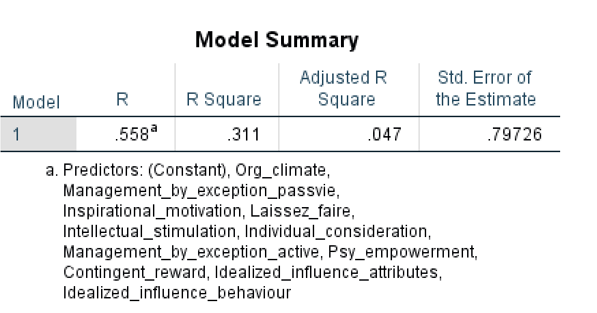 Model Summary
Model R R Square Adjusted R Square Std. Error of the Estimate
1 .558a .311 .047 .79726
a. Predictors: (Constant), Org_climate,
Management_by_exception_passvie,
Inspirational_motivation, Laissez_faire,
Intellectual_stimulation, Individual_consideration,
Management_by_exception_active, Psy_empowerment,
Contingent_reward, Idealized_influence_attributes,
Idealized_influence_behaviour